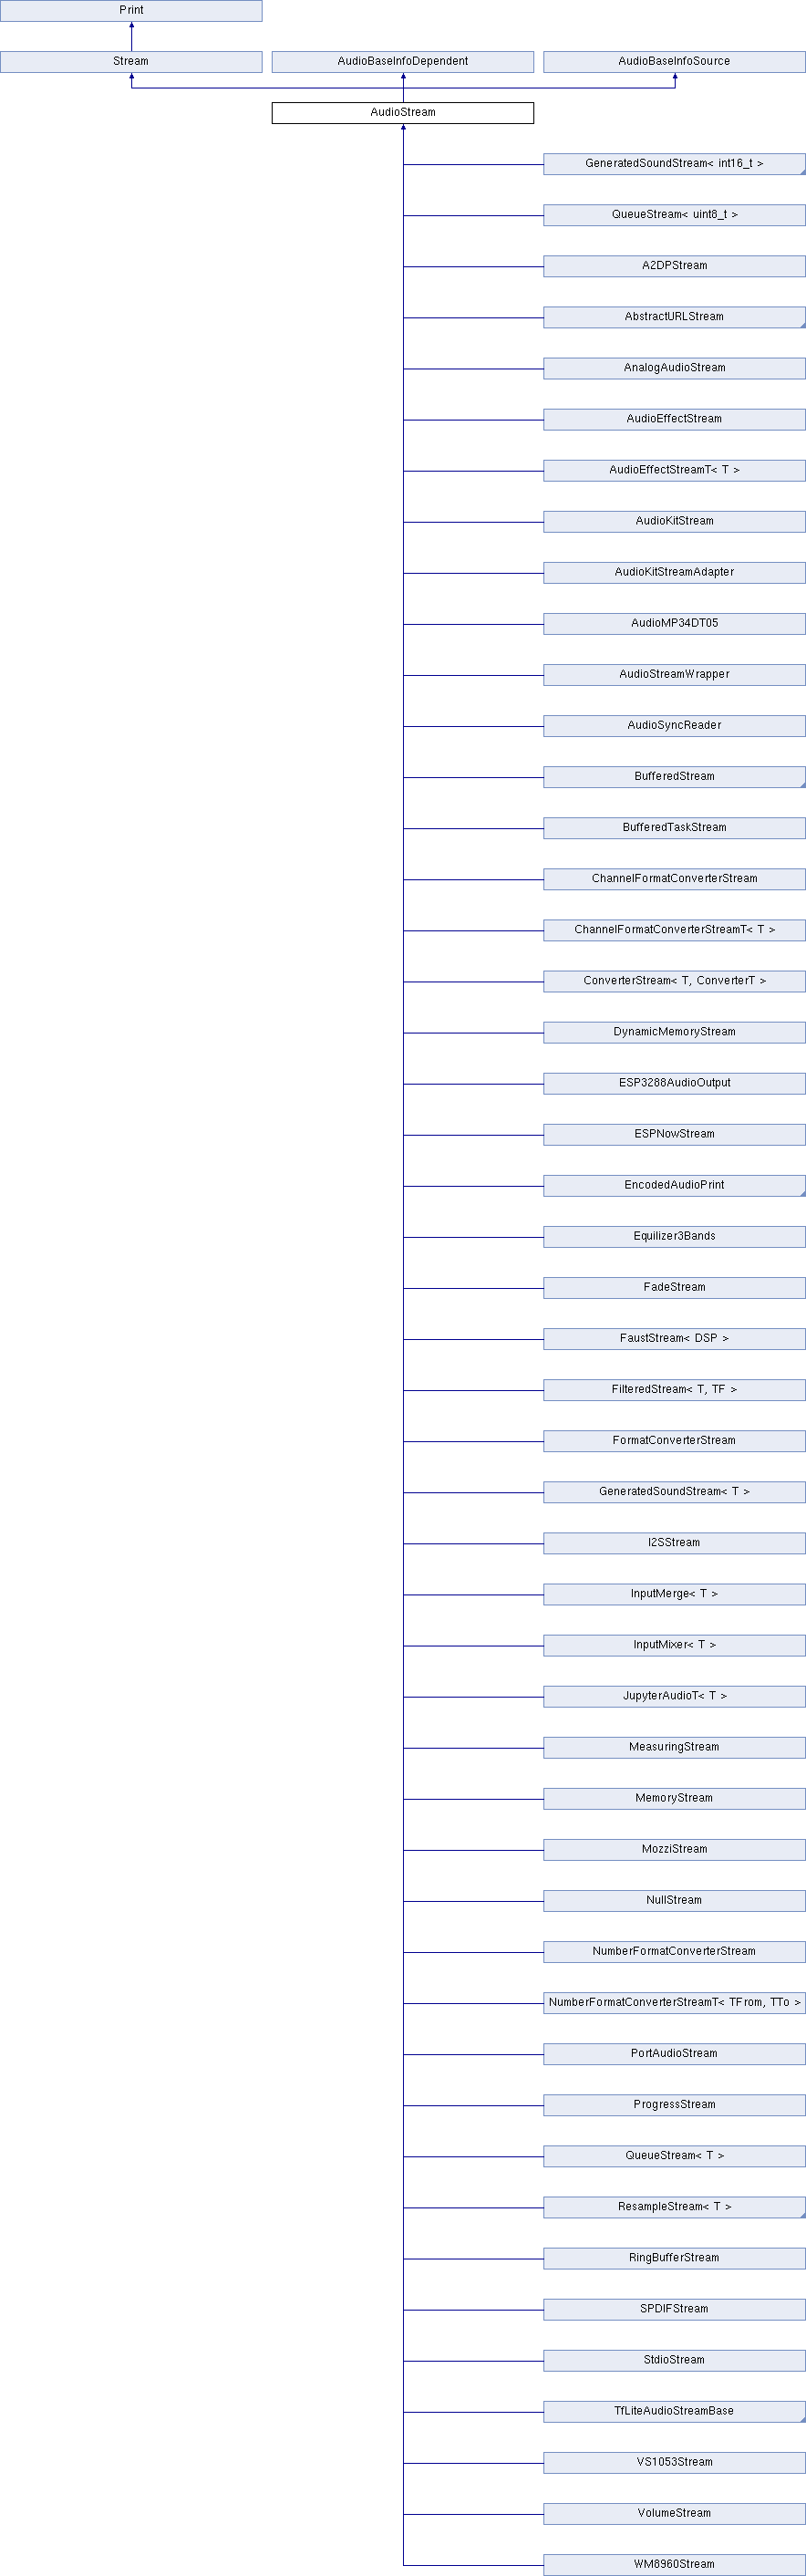 Print
Stream
AudioBaseInfoDependent
AudioBaseInfoSource
AudioStream
GeneratedSoundStream< int16_t >
QueueStream< uint8_t >
A2DPStream
AbstractURLStream
AnalogAudioStream
AudioEffectStream
AudioEffectStreamT< T >
AudioKitStream
AudioKitStreamAdapter
AudioMP34DT05
AudioStreamWrapper
AudioSyncReader
BufferedStream
BufferedTaskStream
ChannelFormatConverterStream
ChannelFormatConverterStreamT< T >
ConverterStream< T, ConverterT >
DynamicMemoryStream
ESP3288AudioOutput
ESPNowStream
EncodedAudioPrint
Equilizer3Bands
FadeStream
FaustStream< DSP >
FilteredStream< T, TF >
FormatConverterStream
GeneratedSoundStream< T >
I2SStream
InputMerge< T >
InputMixer< T >
JupyterAudioT< T >
MeasuringStream
MemoryStream
MozziStream
NullStream
NumberFormatConverterStream
NumberFormatConverterStreamT< TFrom, TTo >
PortAudioStream
ProgressStream
QueueStream< T >
ResampleStream< T >
RingBufferStream
SPDIFStream
StdioStream
TfLiteAudioStreamBase
VS1053Stream
VolumeStream
WM8960Stream